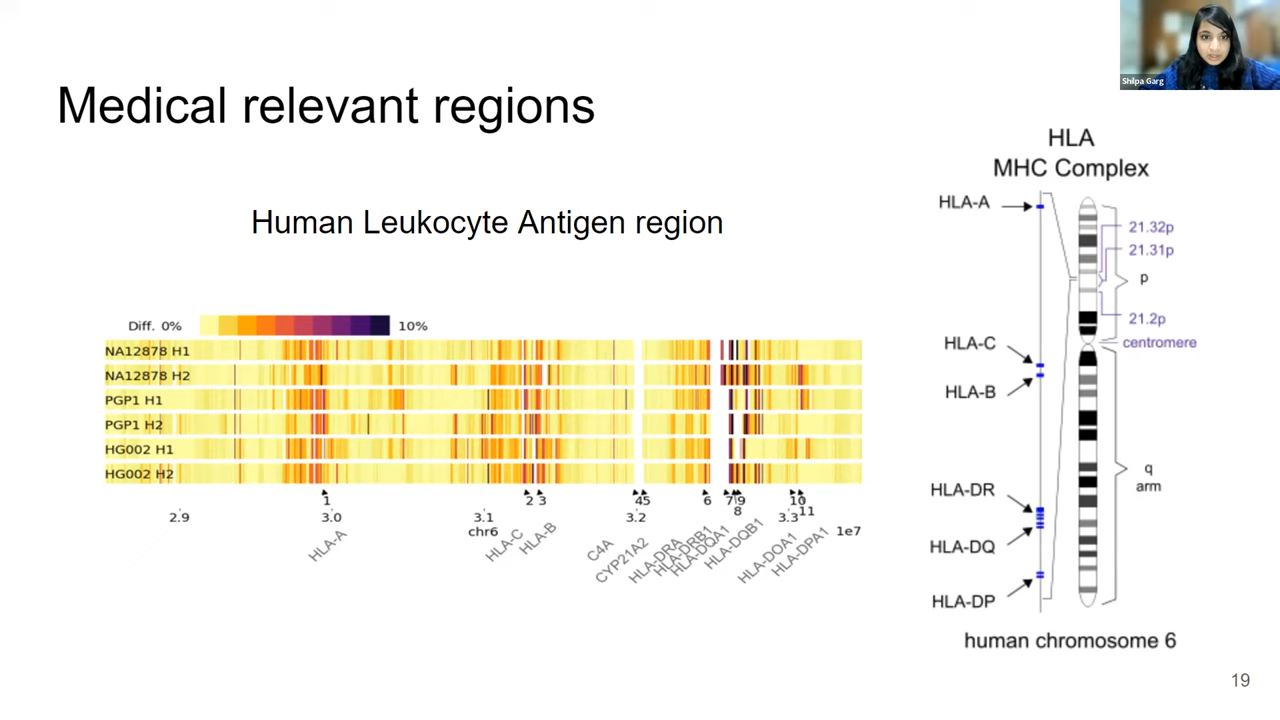 Shilpa Garg
Medical relevant regions
Human Leukocyte Antigen region
Diff. 0% 10%
NA12878 H1
NA12878 H2
PGP1 H1
PGP1 H2
HG002 H1
HG002 H2
1 2 3 45 6 7 8 9 10 11
2.9 3.0 3.1 3.2 3.3
chr6 1e7
HLA-A
HLA-C
HLA-B
C4A
CYP21A2
HLA-DRA
HLA-DRB1
HLA-DQA1
HLA-DQB1
HLA-DOA1
HLA-DPA1
HLA
MHC Complex
HLA-A
HLA-C
HLA-B
HLA-DR
HLA-DQ
HLA-DP
21.32p
21.31p
p
21.2p
centromere
q
arm
human chromosome 6
19